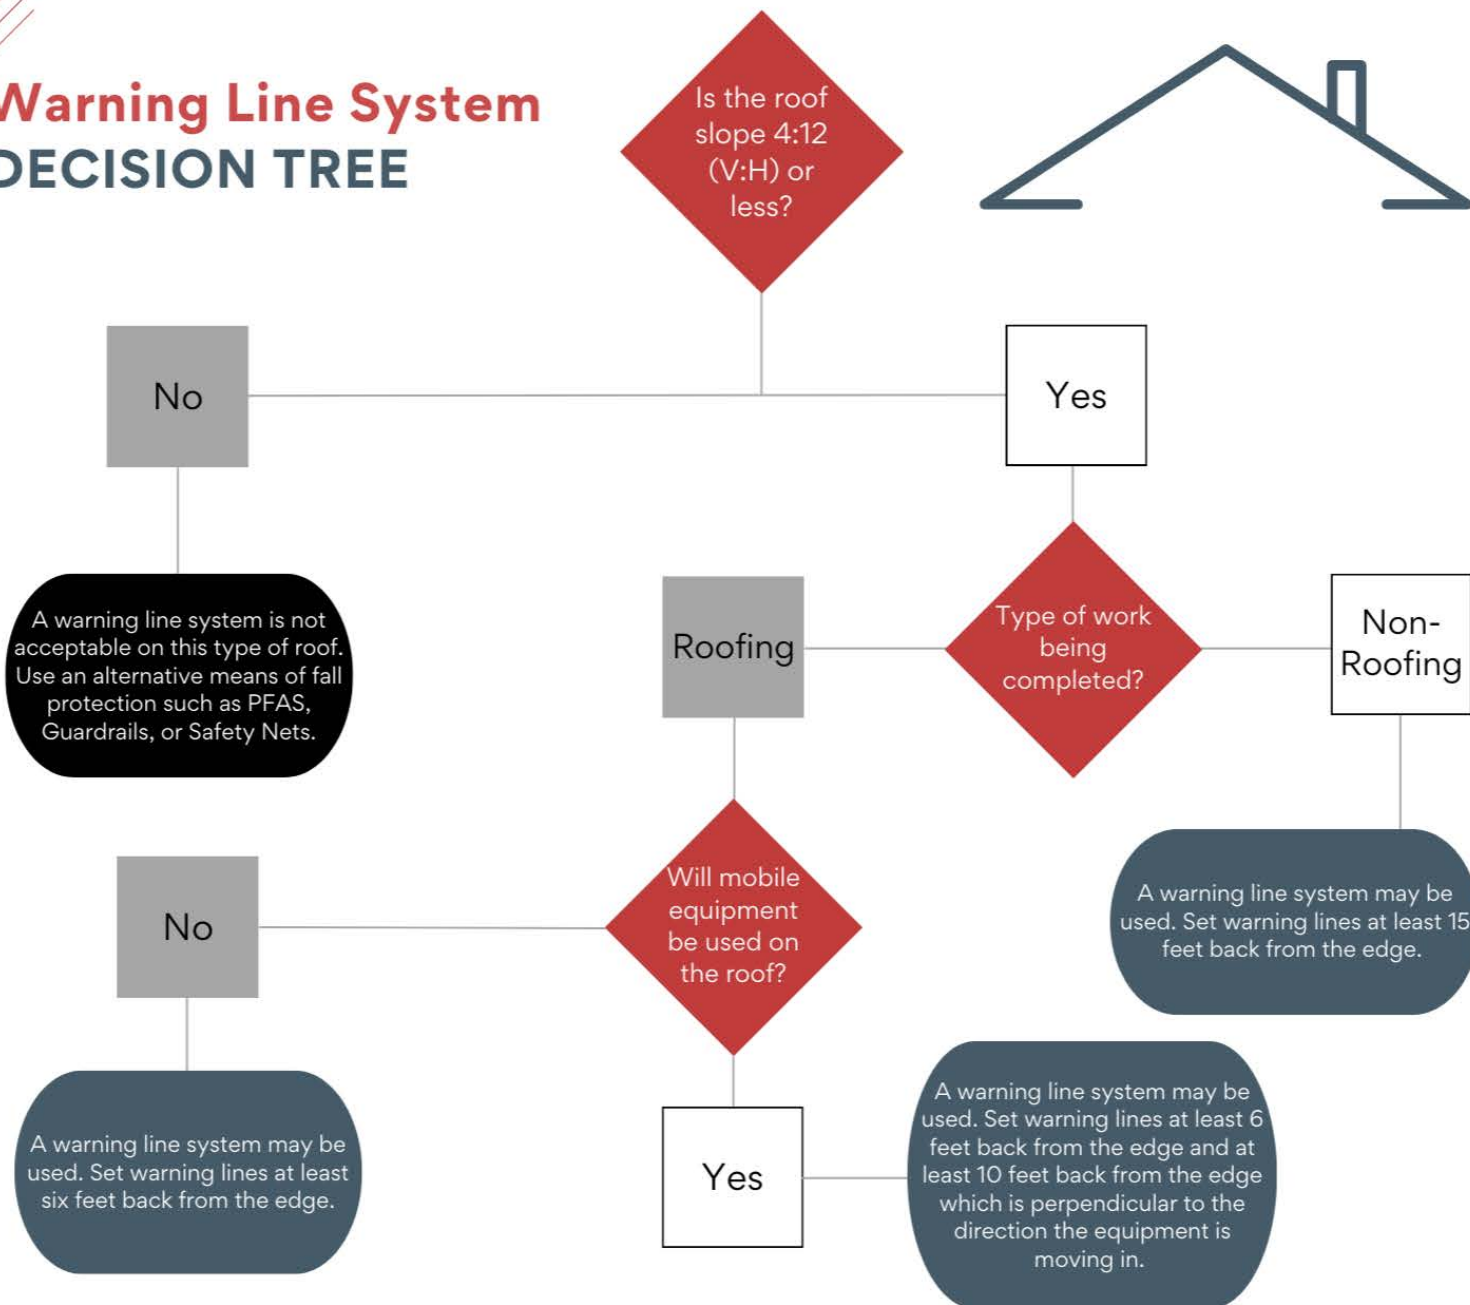 Warning Line System
DECISION TREE
Is the roof
slope 4:12
(V:H) or
less?
No
Yes
A warning line system is not
acceptable on this type of roof.
Use an alternative means of fall
protection such as PFAS,
Guardrails, or Safety Nets.
Roofing
Type of work
being
completed?
Non-
Roofing
Will mobile
equipment
be used on
the roof?
No
A warning line system may be
used. Set warning lines at least 15
feet back from the edge.
A warning line system may be
used. Set warning lines at least
six feet back from the edge.
Yes
A warning line system may be
used. Set warning lines at least 6
feet back from the edge and at
least 10 feet back from the edge
which is perpendicular to the
direction the equipment is
moving in.